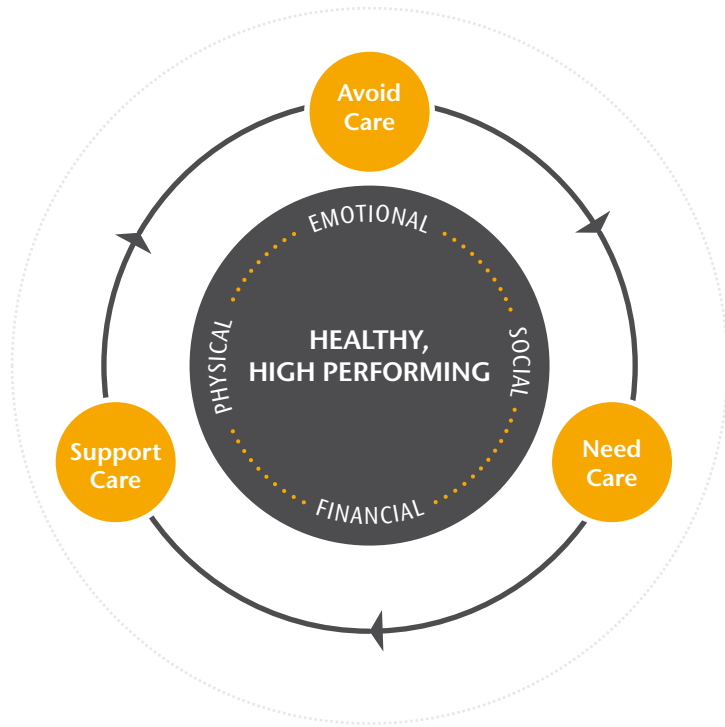 Avoid
Care
EMOTIONAL
PHYSICAL
SOCIAL
HEALTHY,
HIGH PERFORMING
FINANCIAL
Support
Care
Need
Care